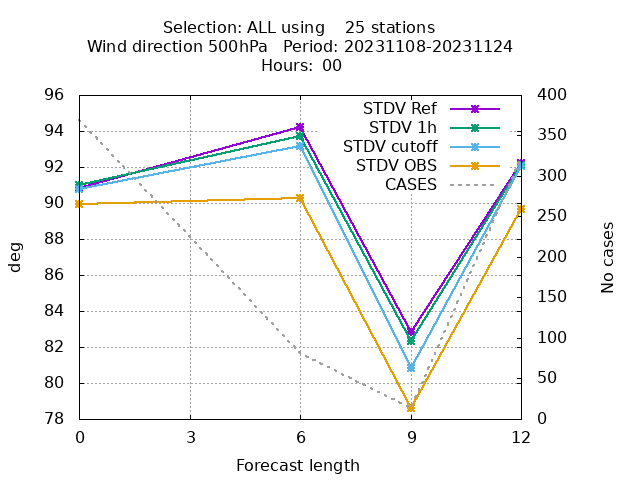 Selection: ALL using    25 stations
Wind direction 500hPa   Period: 20231108-20231124
Hours: 00
STDV Ref
STDV 1h
STDV cutoff
STDV OBS
CASES
96
94
92
90
88
86
84
82
80
78
deg
400
350
300
250
200
150
100
50
0
No cases
0 3 6 9 12
Forecast length